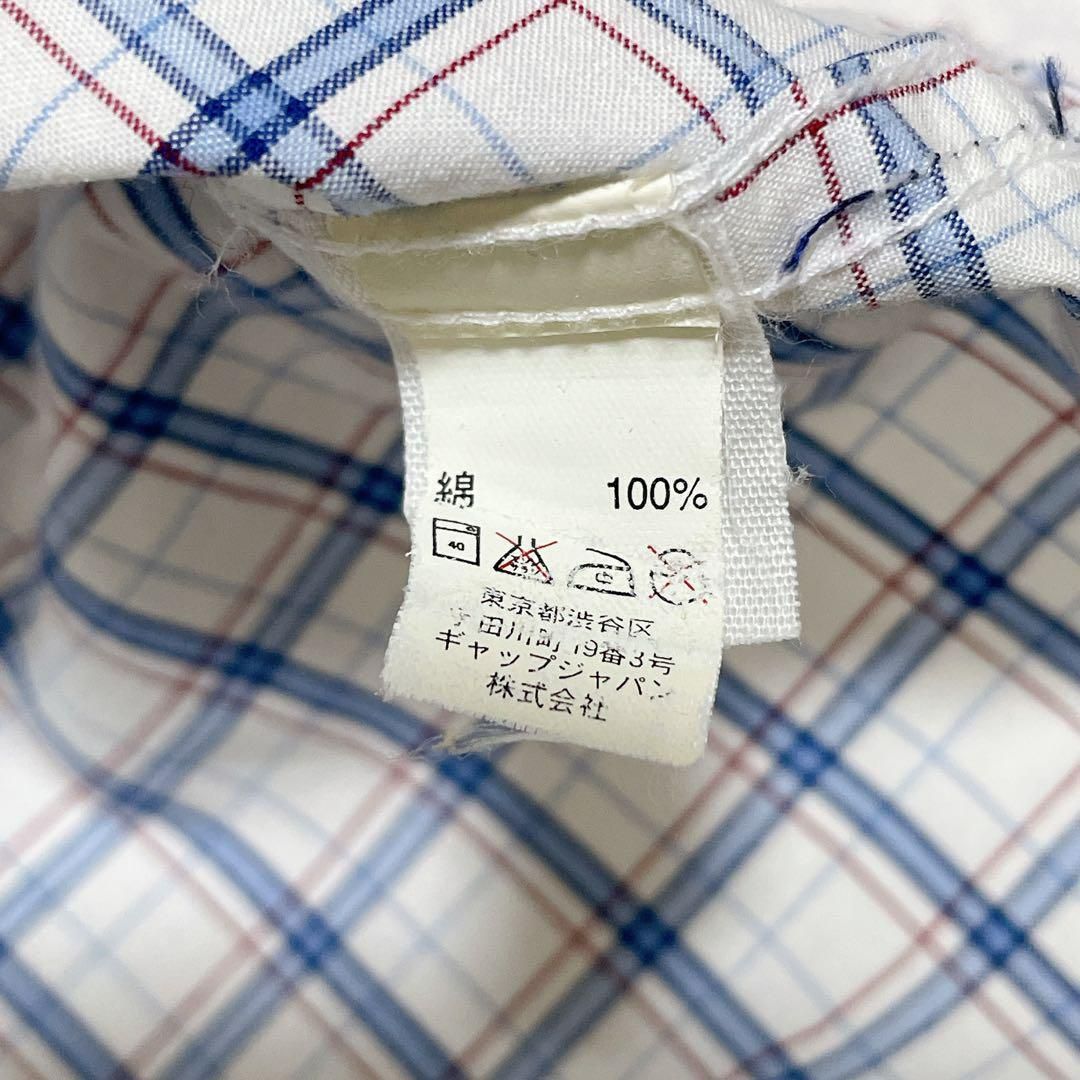 綿 100%
40
東京都渋谷区
田川町19番3号
ギャップジャパン
株式会社